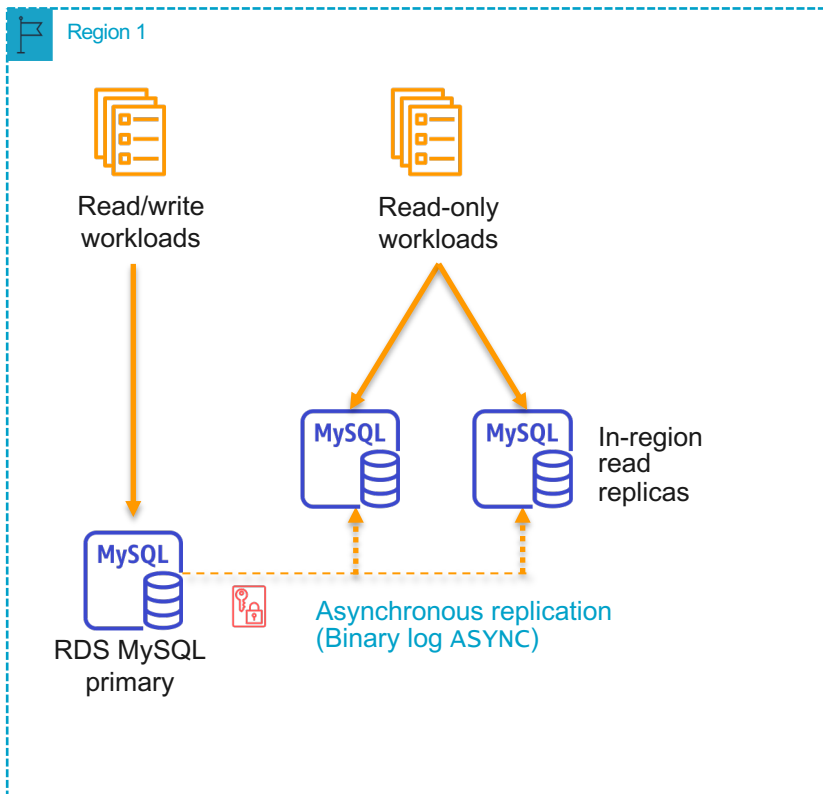 Region 1
Read/write
workloads
Read-only
workloads
MySQL
MySQL
In-region
read
replicas
MySQL
RDS MySQL
primary
Asynchronous replication
(Binary log ASYNC)